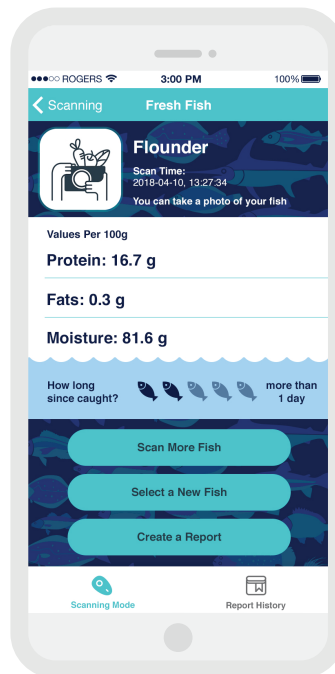 ROGERS 3:00 PM 100%
Scanning Fresh Fish
Flounder
Scan Time:
2018-04-10, 13:27:34
You can take a photo of your fish
Values Per 100g
Protein: 16.7 g
Fats: 0.3 g
Moisture: 81.6 g
How long
since caught?
more than
1 day
Scan More Fish
Select a New Fish
Create a Report
Scanning Mode Report History